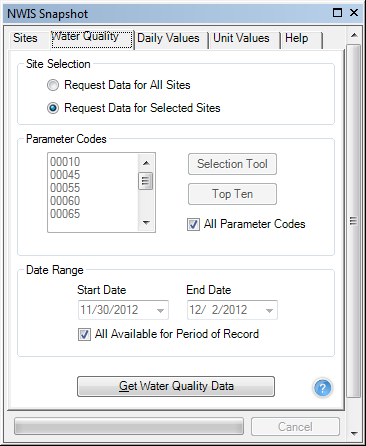 NWIS Snapshot
Sites Water Quality Daily Values Unit Values Help
Site Selection
Request Data for All Sites
Request Data for Selected Sites
Parameter Codes
00010
00045
00055
00060
00065
Selection Tool
Top Ten
All Parameter Codes
Date Range
Start Date End Date
11/30/2012 12/ 2/2012
All Available for Period of Record
Get Water Quality Data ?
Cancel